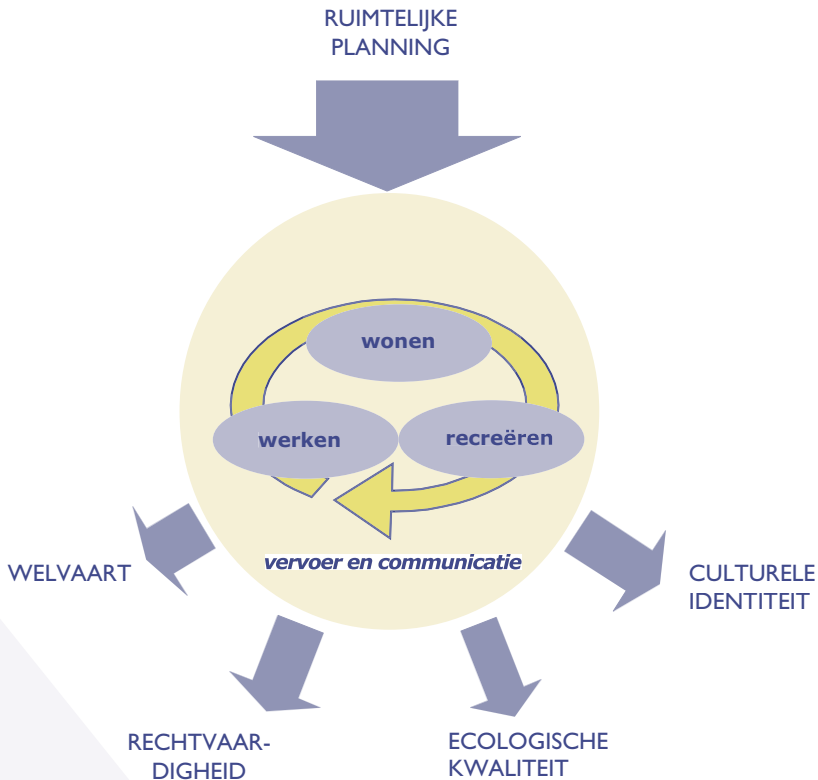 RUIMTELIJKE
PLANNING
wonen
werken
recreëren
vervoer en communicatie
WELVAART
CULTURELE
IDENTITEIT
RECHTVAAR-
DIGHEID
ECOLOGISCHE
KWALITEIT